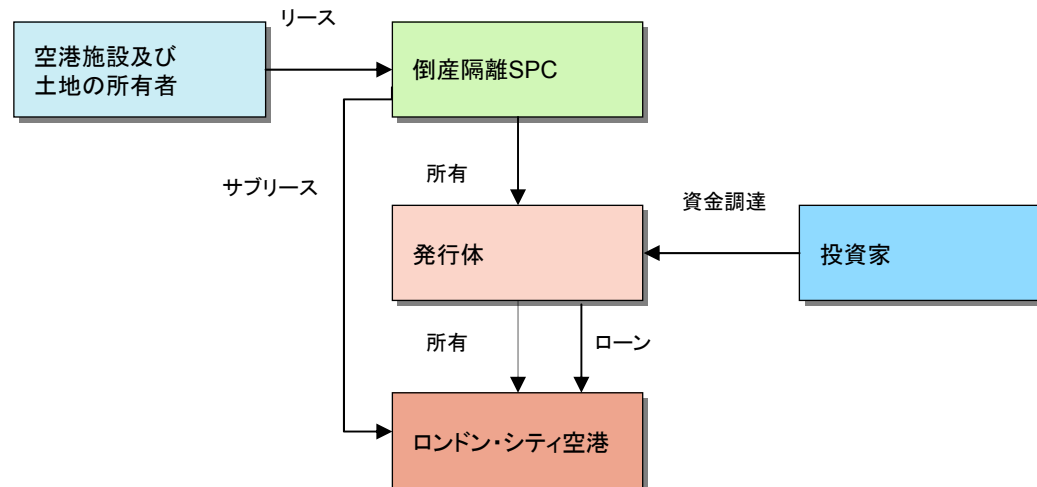 リース
空港施設及び
土地の所有者
倒産隔離SPC
サブリース
所有
資金調達
発行体
投資家
所有
ローン
ロンドン・シティ空港